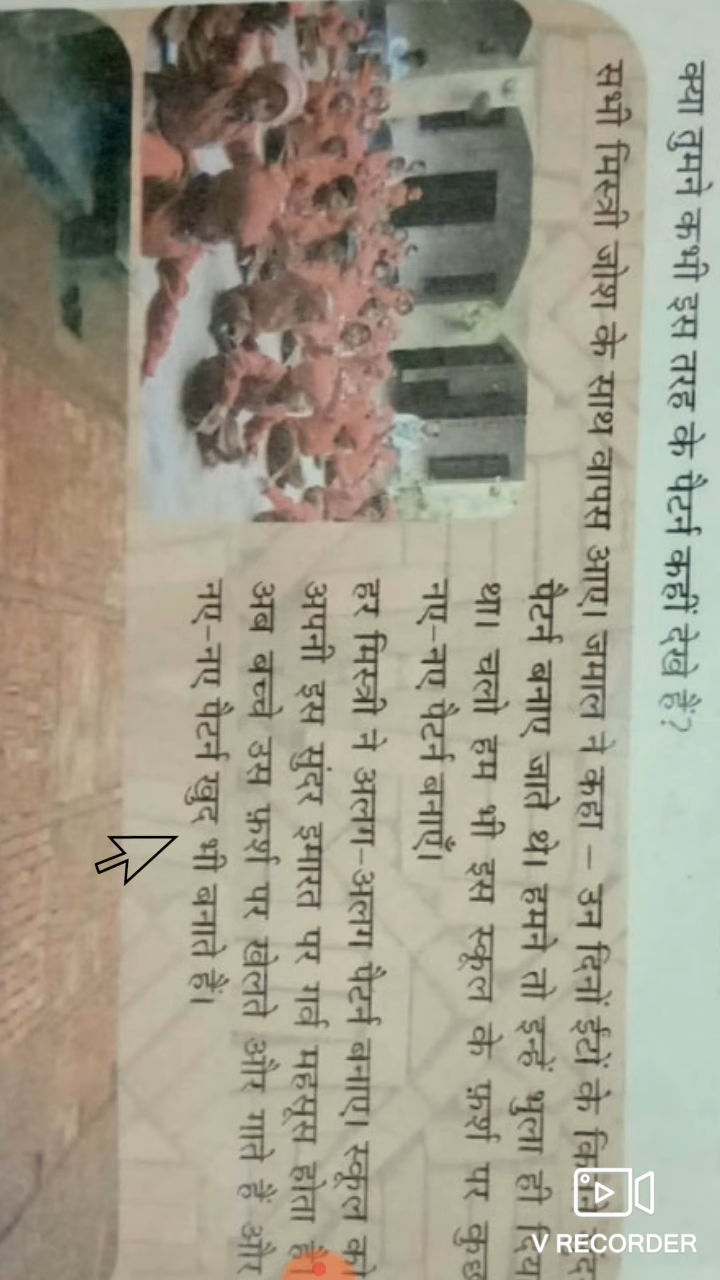 क्या तुमने कभी इस तरह के पैटर्न कहीं देखे हैं?
सभी मिस्त्री जोश के साथ वापस आए। जमाल ने कहा – उन दिनों ईंटों के
पैटर्न बनाए जाते थे। हमने तो इन्हें भुला ही
था। चलो हम भी इस स्कूल के फ़र्श पर कुछ
नए-नए पैटर्न बनाएँ।
हर मिस्त्री ने अलग-अलग पैटर्न बनाए। स्कूल को
अपनी इस सुंदर इमारत पर गर्व महसूस होता है।
अब बच्चे उस फ़र्श पर खेलते और गाते हैं और
नए-नए पैटर्न खुद भी बनाते हैं।
V RECORDER